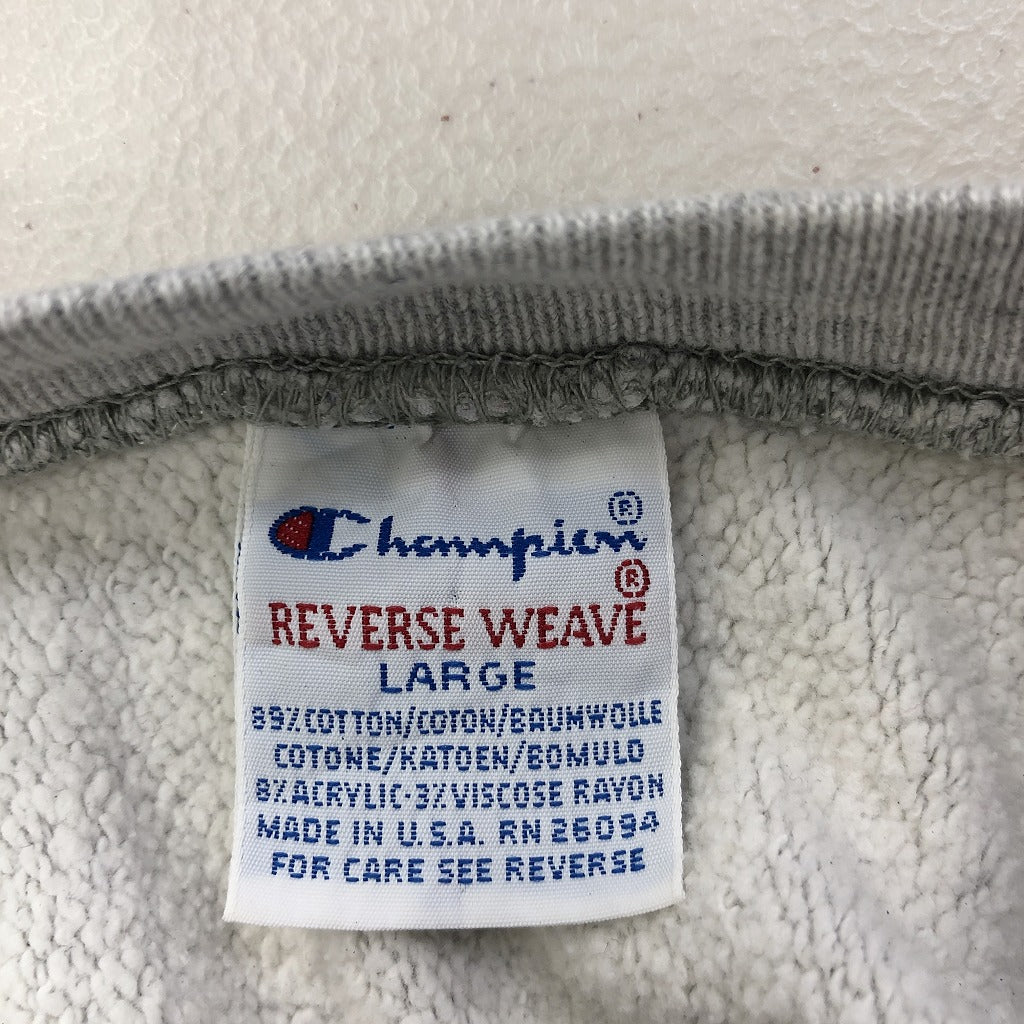 Champion®
REVERSE WEAVE®
LARGE
89%COTTON/COTON/BAUMWOLLE
COTONE/KATOEN/BOMULD
8%ACRYLIC-3%VISCOSE RAYON
MADE IN U.S.A. RN 26094
FOR CARE SEE REVERSE